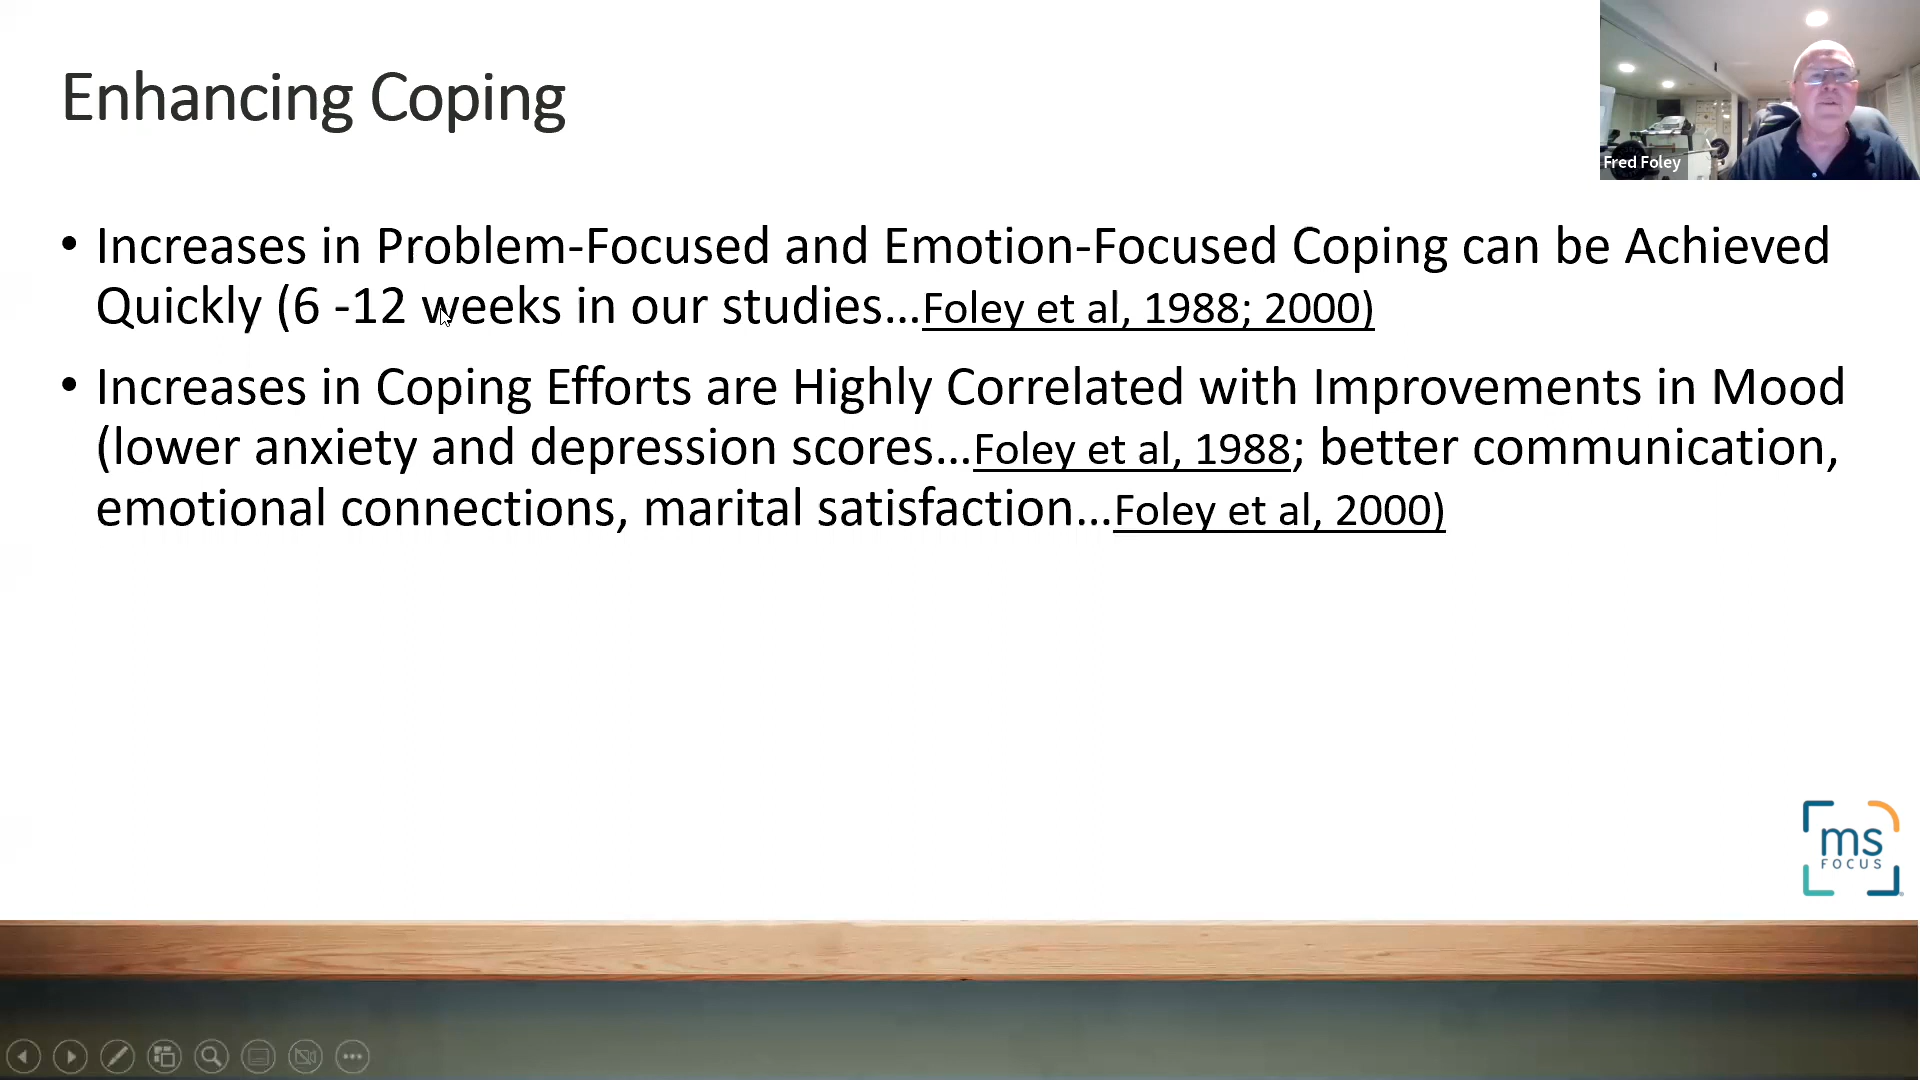 Enhancing Coping
Fred Foley
• Increases in Problem-Focused and Emotion-Focused Coping can be Achieved
Quickly (6 -12 weeks in our studies…Foley et al, 1988; 2000)
• Increases in Coping Efforts are Highly Correlated with Improvements in Mood
(lower anxiety and depression scores…Foley et al, 1988; better communication,
emotional connections, marital satisfaction…Foley et al, 2000)
ms
FOCUS